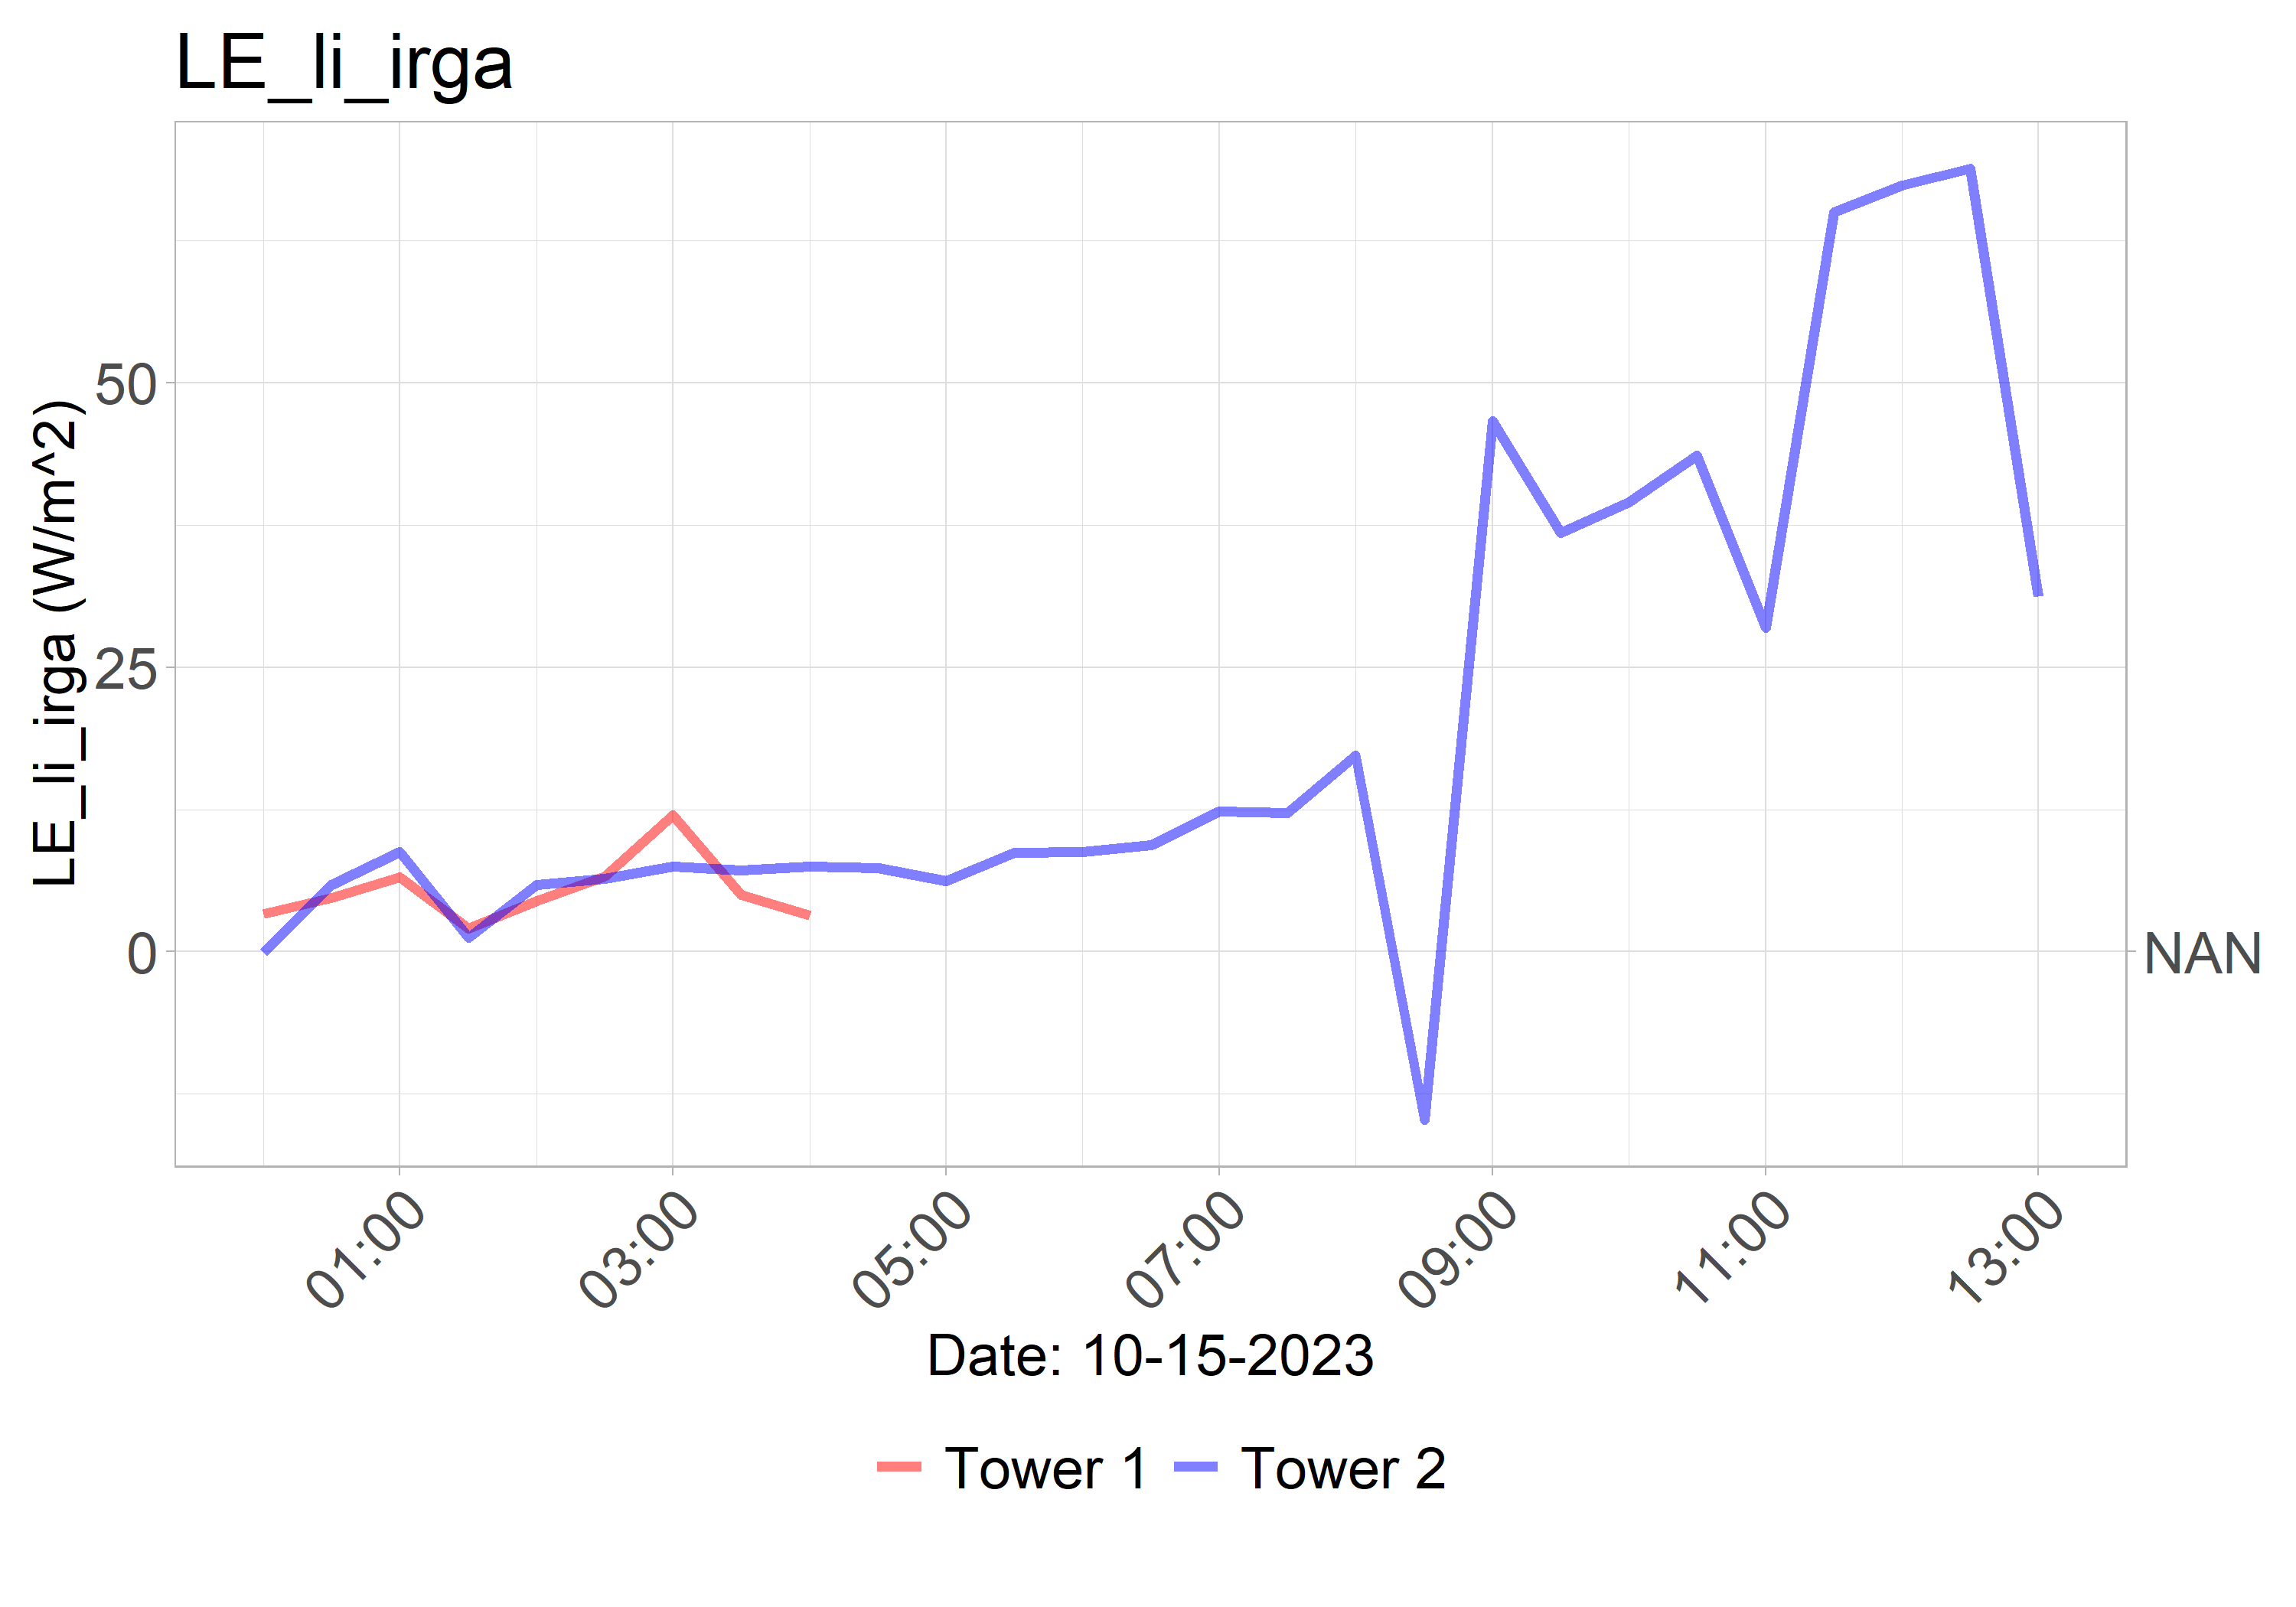 LE_li_irga
LE_li_irga (W/m^2)
50
25
0
NAN
01:00
03:00
05:00
07:00
09:00
11:00
13:00
Date: 10-15-2023
Tower 1
Tower 2